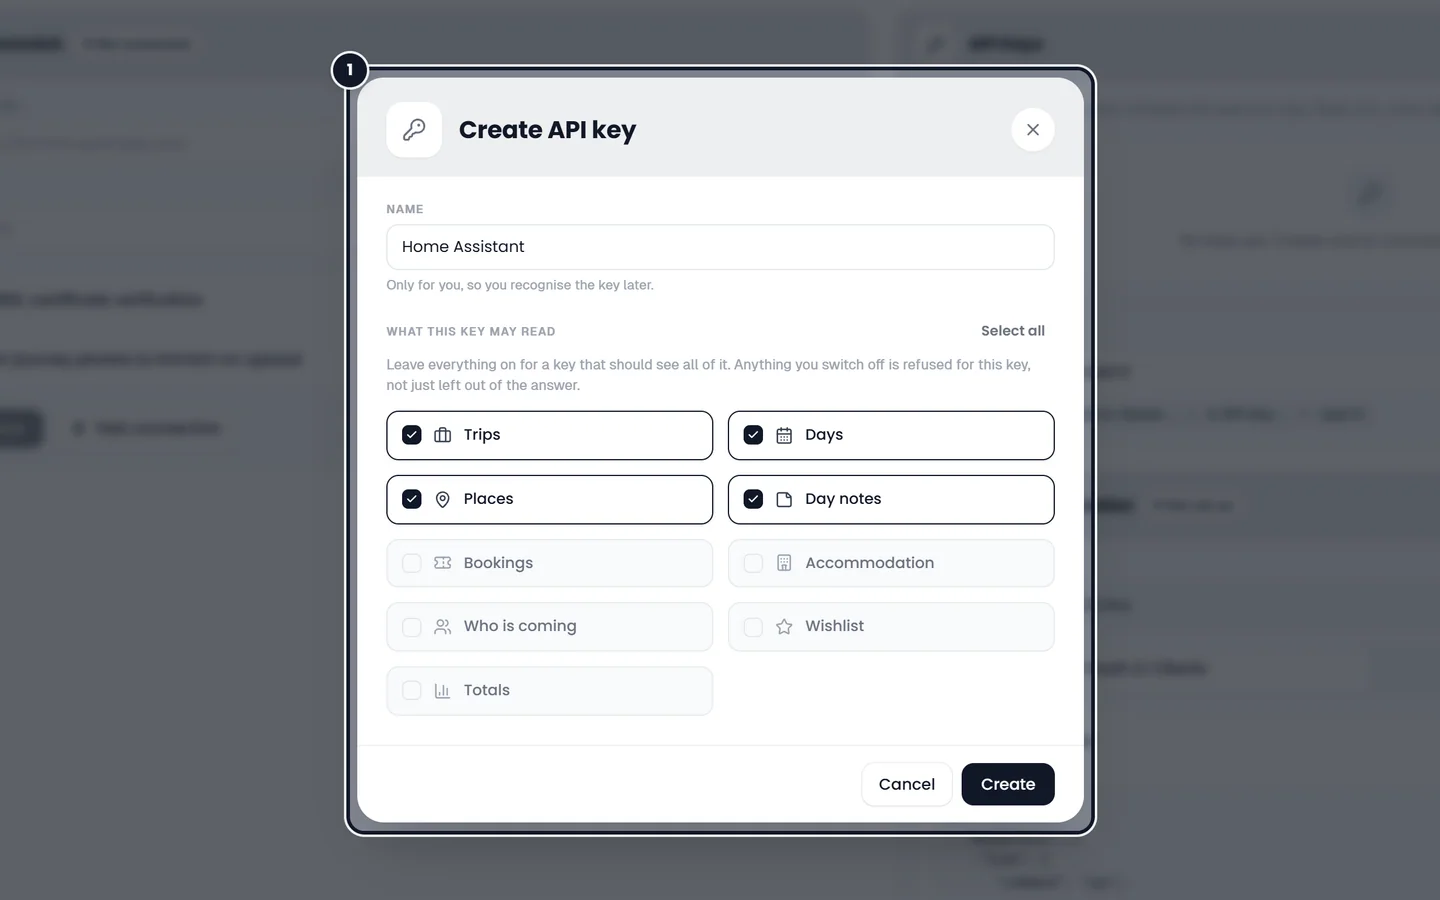 1
Create API key
NAME
Home Assistant
Only for you, so you recognise the key later.
WHAT THIS KEY MAY READ
Select all
Leave everything on for a key that should see all of it. Anything you switch off is refused for this key,
not just left out of the answer.
Trips
Days
Places
Day notes
Bookings
Accommodation
Who is coming
Wishlist
Totals
Cancel
Create